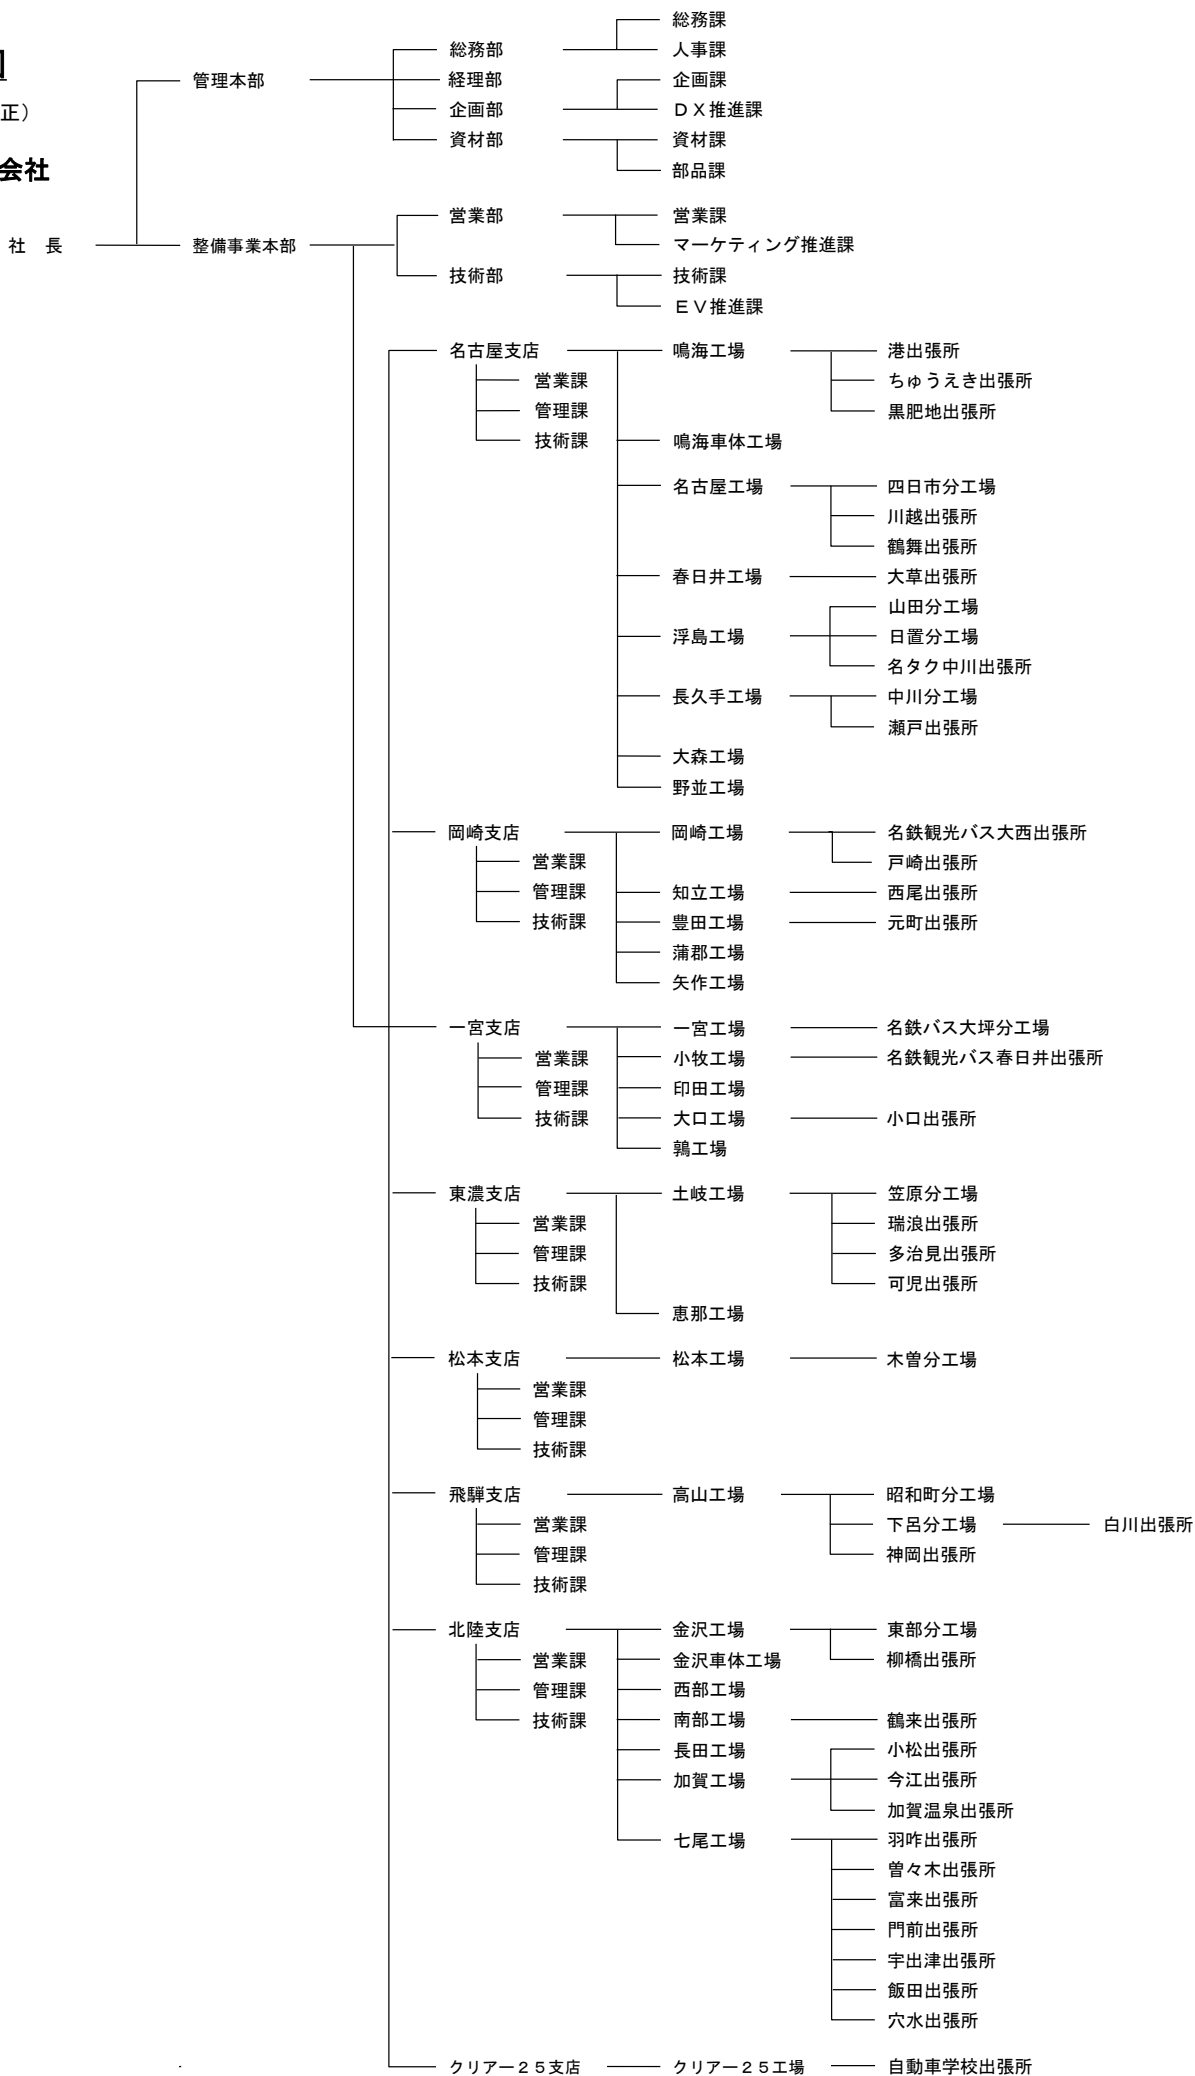 正）
会社
総務課
総務部 人事課
管理本部 経理部 企画課
企画部 ＤＸ推進課
資材部 資材課
部品課
営業部 営業課
社　長 整備事業本部 マーケティング推進課
技術部 技術課
ＥＶ推進課
名古屋支店 鳴海工場 港出張所
営業課 ちゅうえき出張所
管理課 黒肥地出張所
技術課 鳴海車体工場
名古屋工場 四日市分工場
川越出張所
鶴舞出張所
春日井工場 大草出張所
山田分工場
浮島工場 日置分工場
名タク中川出張所
長久手工場 中川分工場
瀬戸出張所
大森工場
野並工場
岡崎支店 岡崎工場 名鉄観光バス大西出張所
営業課 戸崎出張所
管理課 知立工場 西尾出張所
技術課 豊田工場 元町出張所
蒲郡工場
矢作工場
一宮支店 一宮工場 名鉄バス大坪分工場
営業課 小牧工場 名鉄観光バス春日井出張所
管理課 印田工場
技術課 大口工場 小口出張所
鶉工場
東濃支店 土岐工場 笠原分工場
営業課 瑞浪出張所
管理課 多治見出張所
技術課 可児出張所
恵那工場
松本支店 松本工場 木曽分工場
営業課
管理課
技術課
飛騨支店 高山工場 昭和町分工場
営業課 下呂分工場 白川出張所
管理課 神岡出張所
技術課
北陸支店 金沢工場 東部分工場
営業課 金沢車体工場 柳橋出張所
管理課 西部工場
技術課 南部工場 鶴来出張所
長田工場 小松出張所
加賀工場 今江出張所
加賀温泉出張所
七尾工場 羽咋出張所
曽々木出張所
富来出張所
門前出張所
宇出津出張所
飯田出張所
穴水出張所
クリアー２５支店 クリアー２５工場 自動車学校出張所